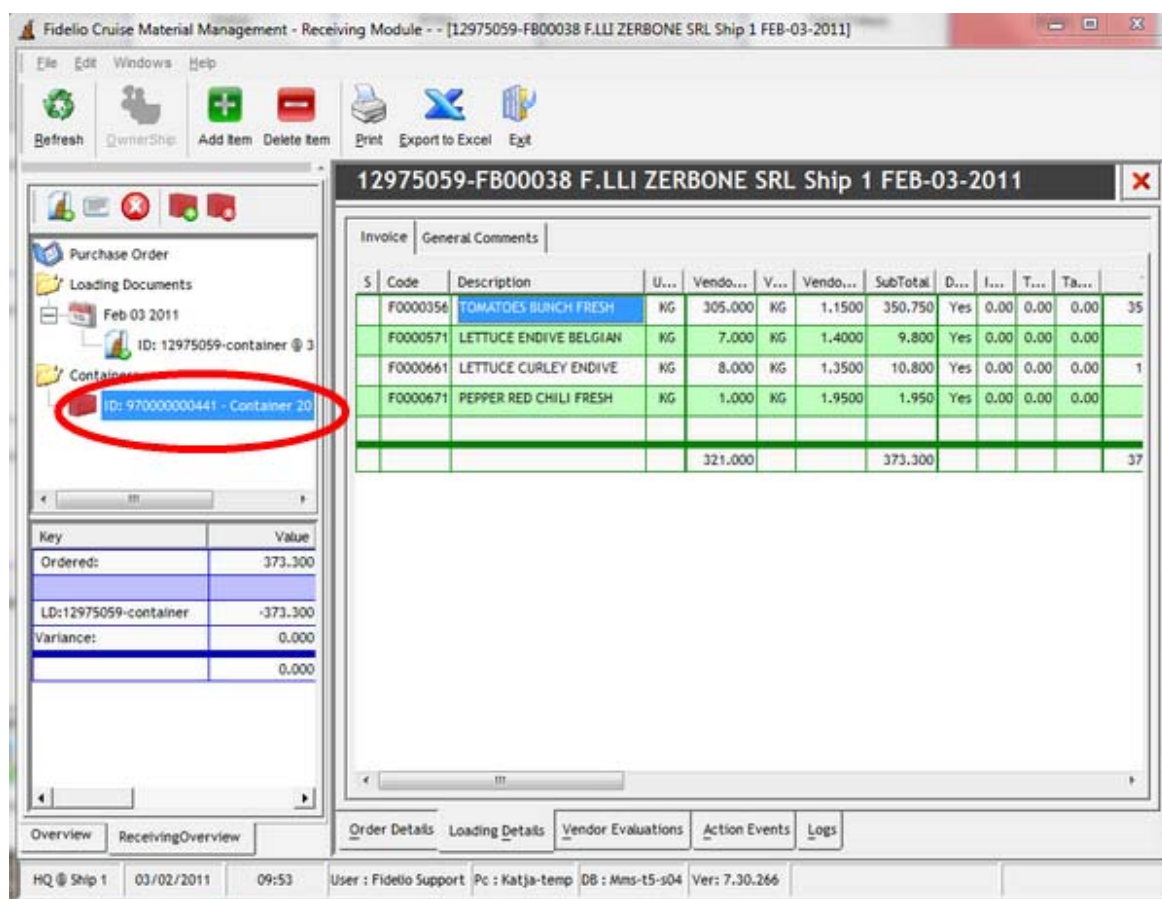 Fidelio Cruise Material Management - Receiving Module - - [12975059-FB00038 F.LLI ZERBONE SRL Ship 1 FEB-03-2011]
File Edit Windows Help
Refresh OwnerShip Add Item Delete Item Print Export to Excel Exit
12975059-FB00038 F.LLI ZERBONE SRL Ship 1 FEB-03-2011
Purchase Order
Loading Documents
Feb 03 2011
ID: 12975059-container @ 3
Containers
ID: 970000000441 - Container 20
Key Value
Ordered: 373.300
LD:12975059-container -373.300
Variance: 0.000
0.000
Overview ReceivingOverview
Invoice General Comments
S Code Description U... Vendo... V... Vendo... SubTotal D... I... T... Ta...
F0000356 TOMATOES BUNCH FRESH KG 305.000 KG 1.1500 350.750 Yes 0.00 0.00 0.00 35
F0000571 LETTUCE ENDIVE BELGIAN KG 7.000 KG 1.4000 9.800 Yes 0.00 0.00 0.00
F0000661 LETTUCE CURLEY ENDIVE KG 8.000 KG 1.3500 10.800 Yes 0.00 0.00 0.00 1
F0000671 PEPPER RED CHILI FRESH KG 1.000 KG 1.9500 1.950 Yes 0.00 0.00 0.00
321.000 373.300 37
Order Details Loading Details Vendor Evaluations Action Events Logs
HQ @ Ship 1 03/02/2011 09:53 User : Fidelio Support Pc : Katja-temp DB : Mms-t5-s04 Ver: 7.30.266